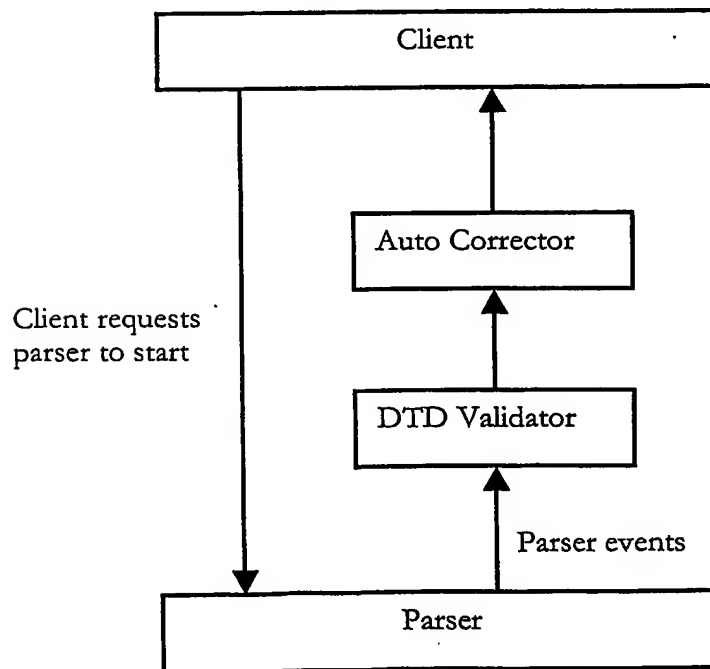 Client
Auto Corrector
Client requests
parser to start
DTD Validator
Parser events
Parser